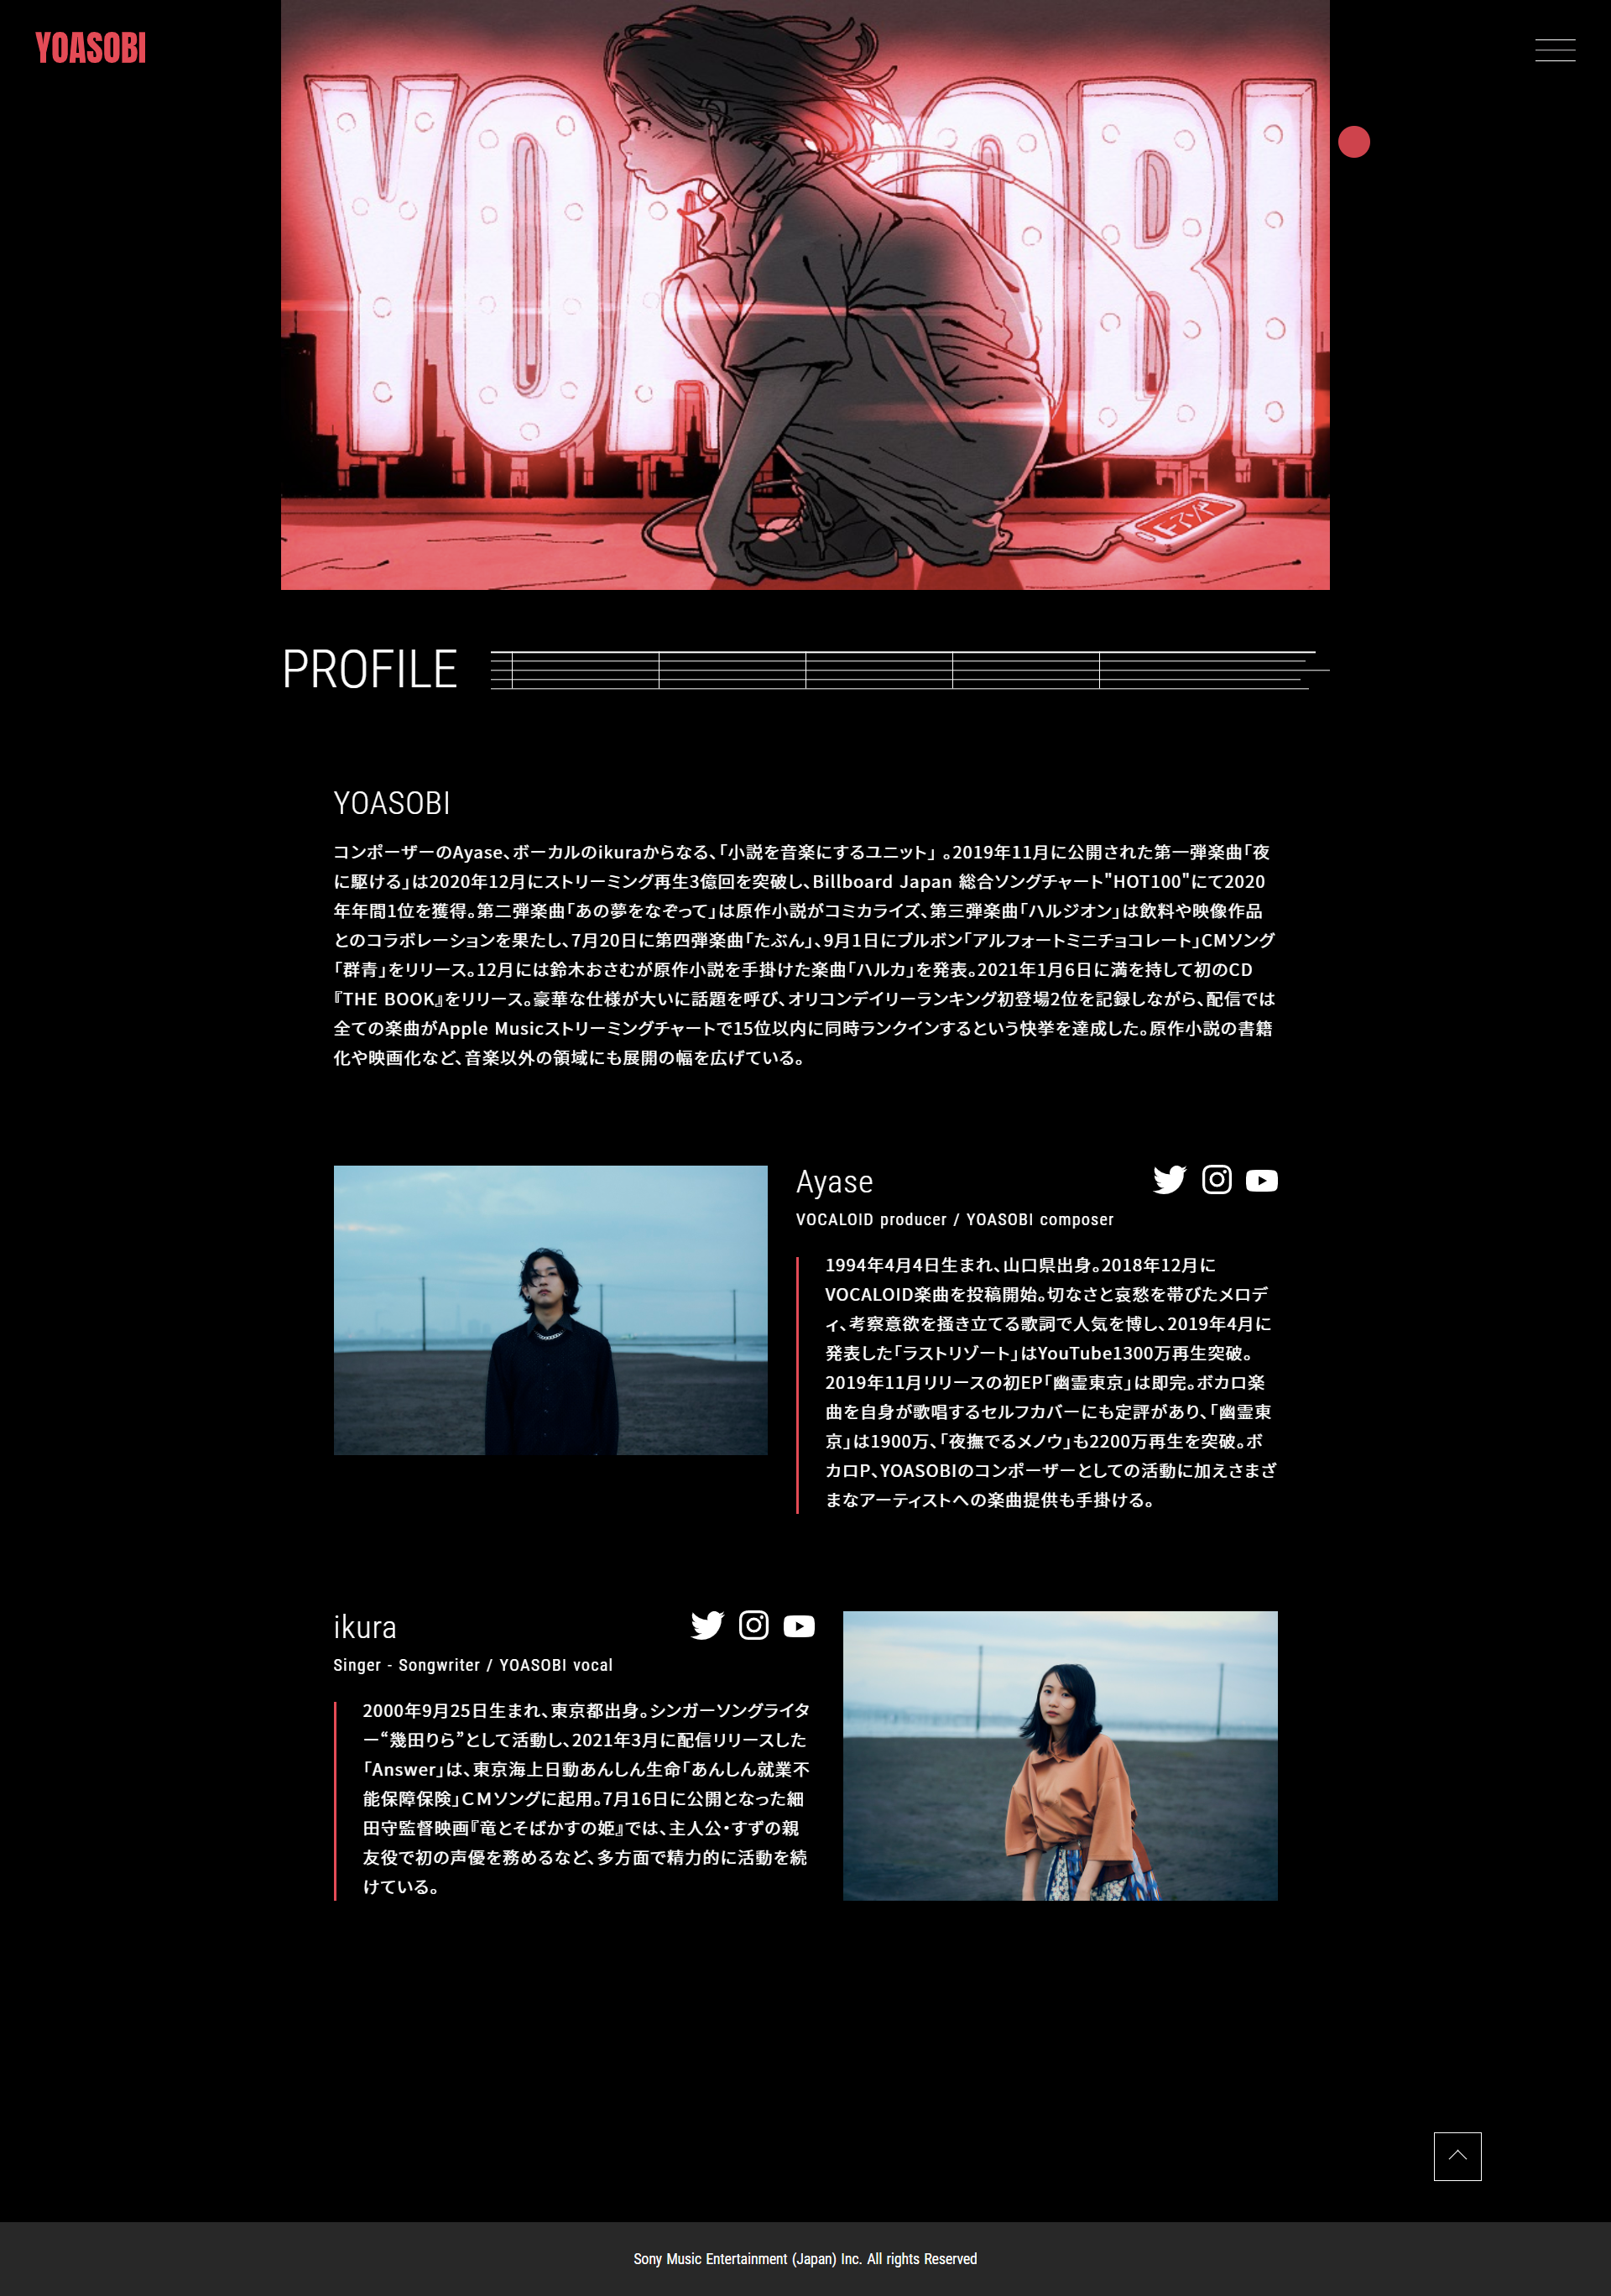 YOASOBI
YOASOBI
PROFILE
YOASOBI
コンポーザーのAyase、ボーカルのikuraからなる、「小説を音楽にするユニット」 。2019年11月に公開された第一弾楽曲「夜
に駆ける」は2020年12月にストリーミング再生3億回を突破し、Billboard Japan 総合ソングチャート"HOT100"にて2020
年年間1位を獲得。第二弾楽曲「あの夢をなぞって」は原作小説がコミカライズ、第三弾楽曲「ハルジオン」は飲料や映像作品
とのコラボレーションを果たし、7月20日に第四弾楽曲「たぶん」、9月1日にブルボン「アルフォートミニチョコレート」CMソング
「群青」をリリース。12月には鈴木おさむが原作小説を手掛けた楽曲「ハルカ」を発表。2021年1月6日に満を持して初のCD
『THE BOOK』をリリース。豪華な仕様が大いに話題を呼び、オリコンデイリーランキング初登場2位を記録しながら、配信では
全ての楽曲がApple Musicストリーミングチャートで15位以内に同時ランクインするという快挙を達成した。原作小説の書籍
化や映画化など、音楽以外の領域にも展開の幅を広げている。
Ayase
VOCALOID producer / YOASOBI composer
1994年4月4日生まれ、山口県出身。2018年12月に
VOCALOID楽曲を投稿開始。切なさと哀愁を帯びたメロデ
ィ、考察意欲を掻き立てる歌詞で人気を博し、2019年4月に
発表した「ラストリゾート」はYouTube1300万再生突破。
2019年11月リリースの初EP「幽霊東京」は即完。ボカロ楽
曲を自身が歌唱するセルフカバーにも定評があり、「幽霊東
京」は1900万、「夜撫でるメノウ」も2200万再生を突破。ボ
カロP、YOASOBIのコンポーザーとしての活動に加えさまざ
まなアーティストへの楽曲提供も手掛ける。
ikura
Singer - Songwriter / YOASOBI vocal
2000年9月25日生まれ、東京都出身。シンガーソングライタ
ー“幾田りら”として活動し、2021年3月に配信リリースした
「Answer」は、東京海上日動あんしん生命「あんしん就業不
能保障保険」ＣＭソングに起用。7月16日に公開となった細
田守監督映画『竜とそばかすの姫』では、主人公・すずの親
友役で初の声優を務めるなど、多方面で精力的に活動を続
けている。
Sony Music Entertainment (Japan) Inc. All rights Reserved